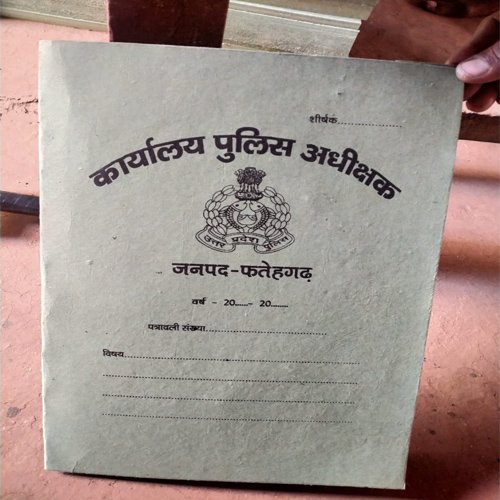 शीर्षक....................
कार्यालय पुलिस अधीक्षक
उत्तर प्रदेश पुलिस
जनपद-फतेहगढ़
वर्ष - 20......- 20........
पत्रावली संख्या................................
विषय................................................................
................................................................
................................................................
................................................................